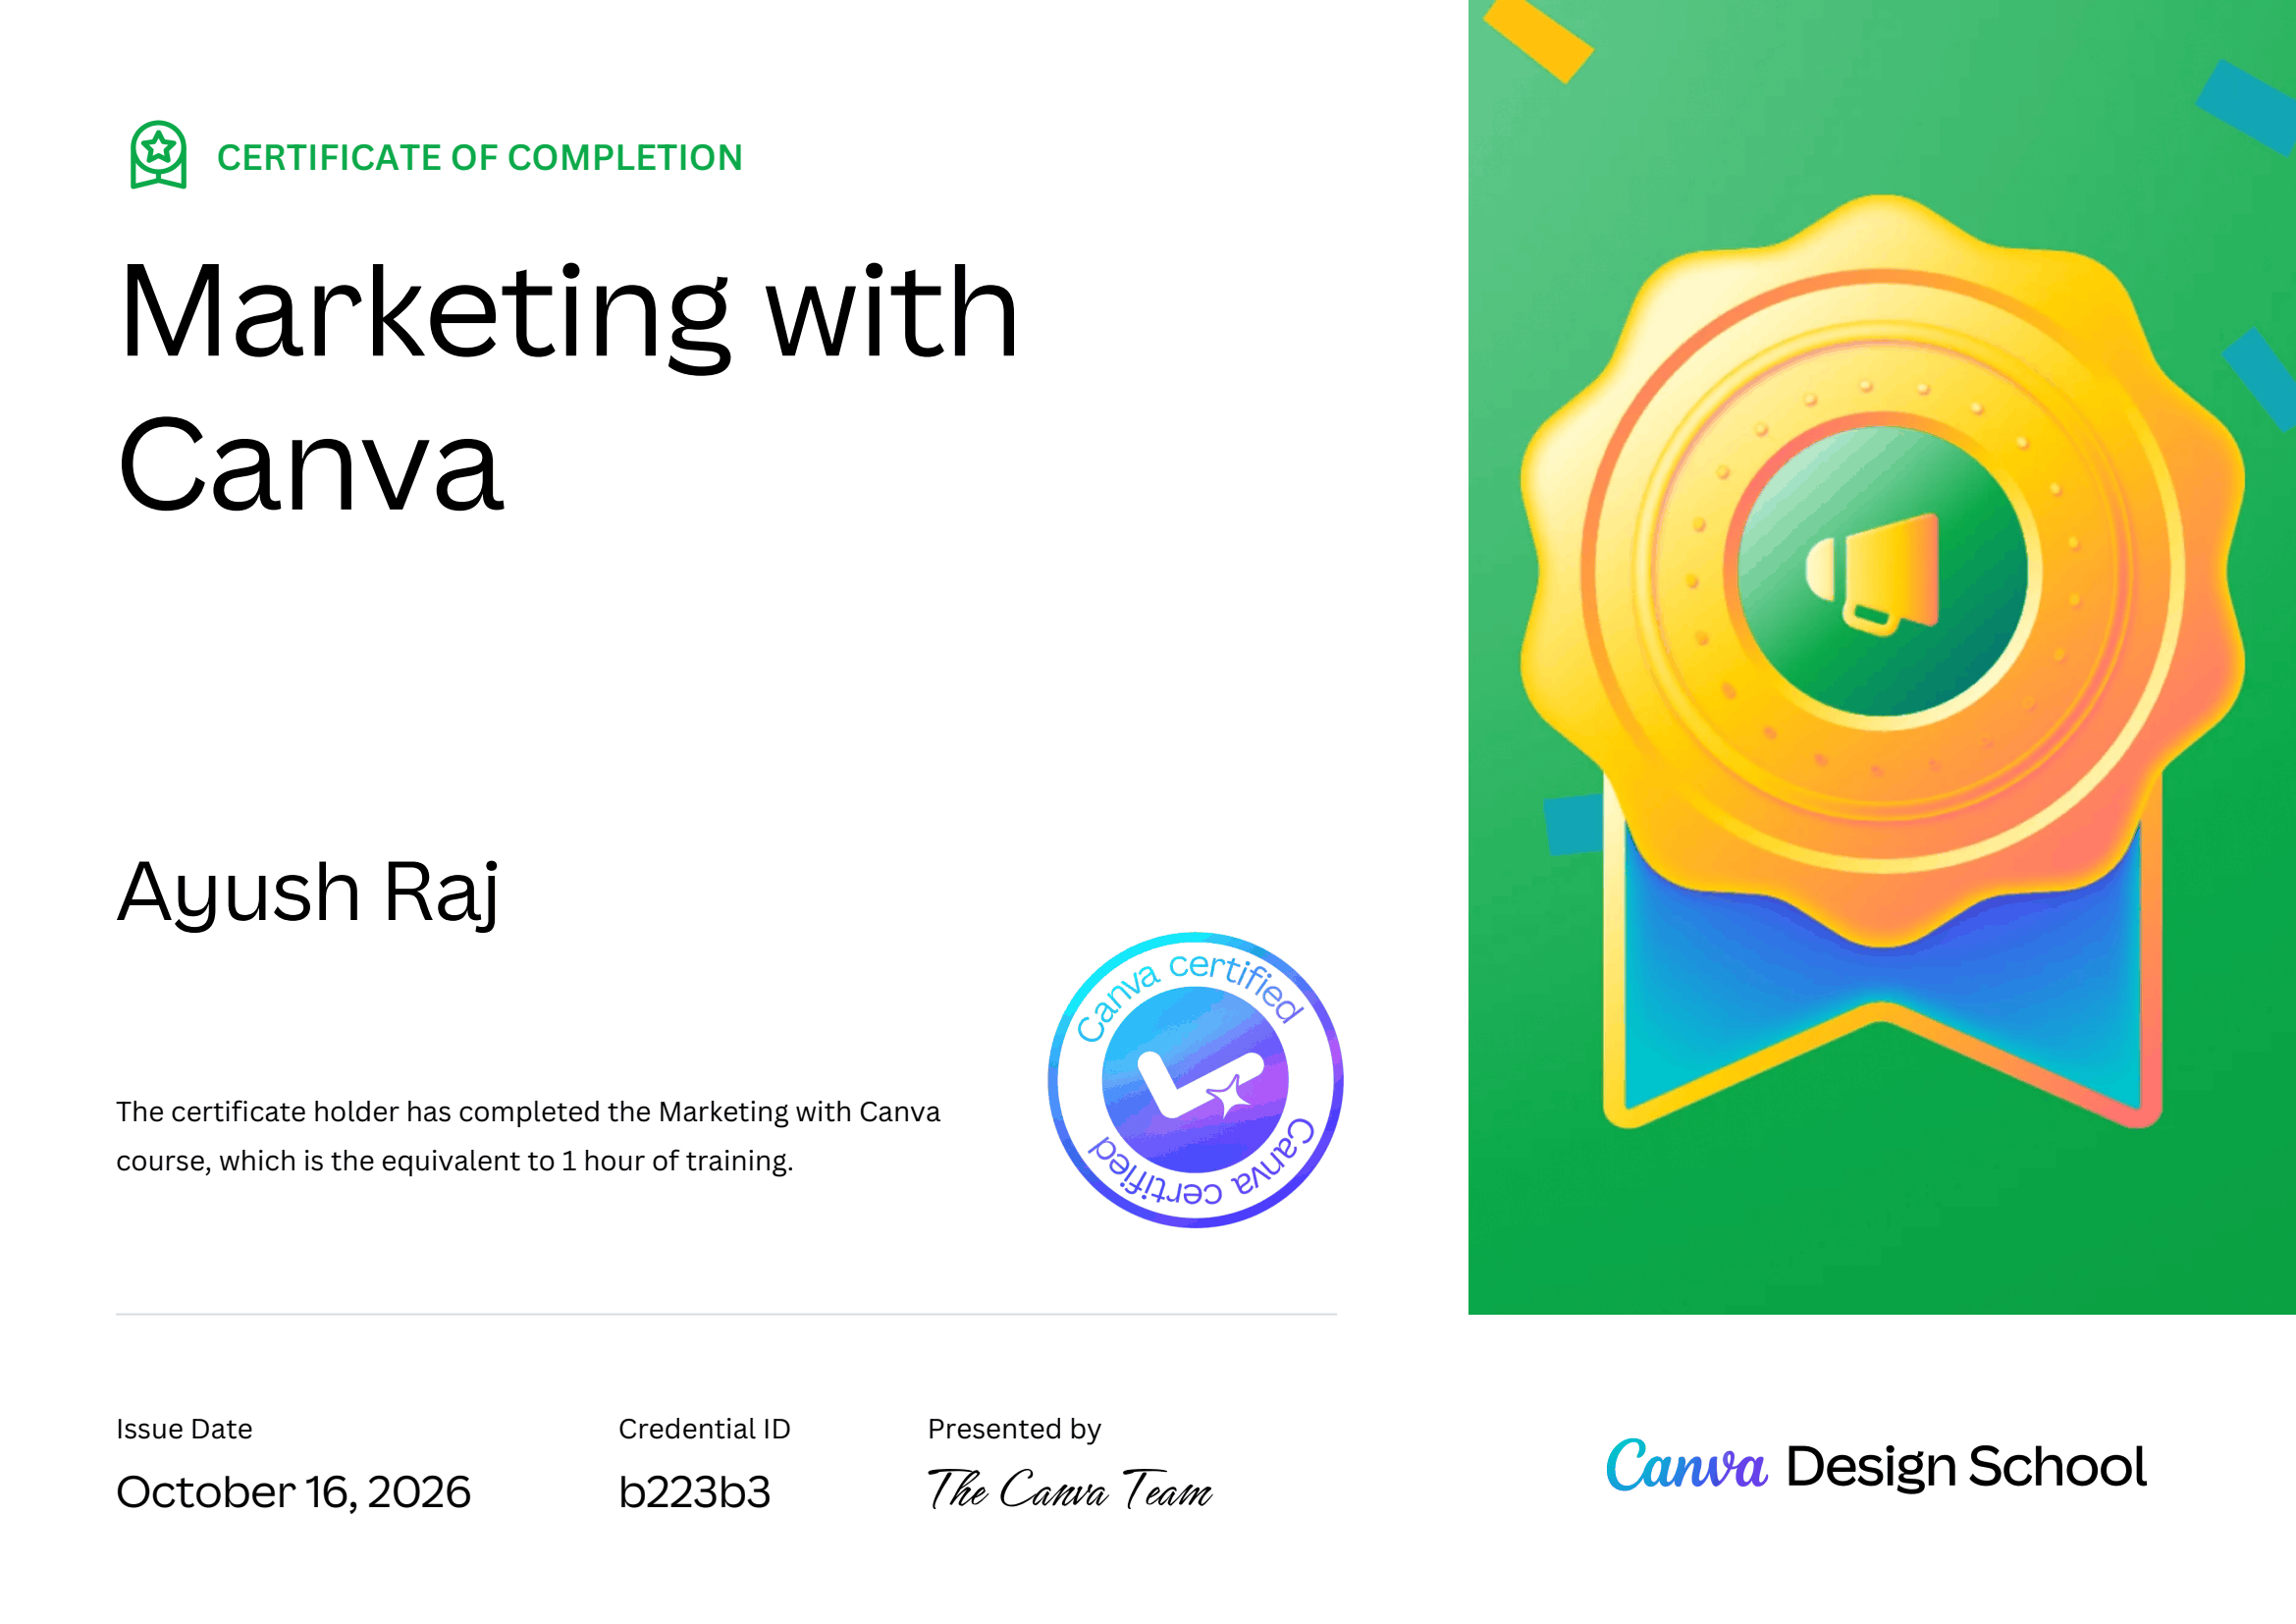 CERTIFICATE OF COMPLETION
Marketing with
Canva
Ayush Raj
Canva certified
Canva certified
The certificate holder has completed the Marketing with Canva
course, which is the equivalent to 1 hour of training.
Issue Date
October 16, 2026
Credential ID
b223b3
Presented by
The Canva Team
Canva Design School